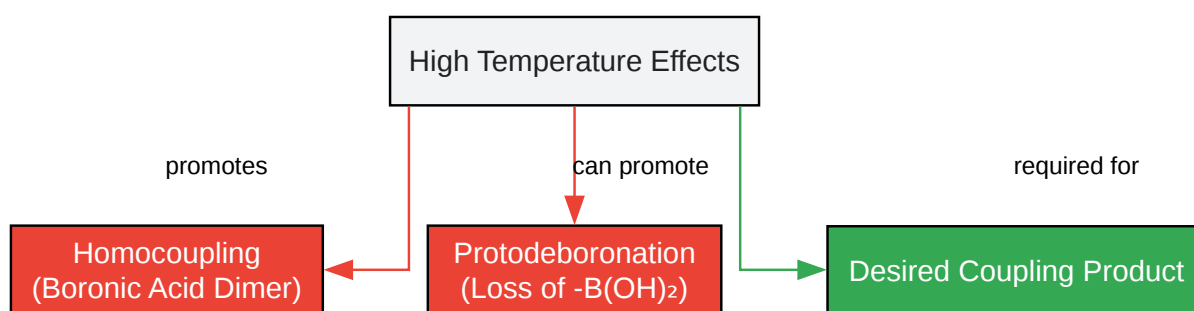 High Temperature Effects
promotes
can promote
required for
Homocoupling
(Boronic Acid Dimer)
Protodeboronation
(Loss of -B(OH)₂)
Desired Coupling Product